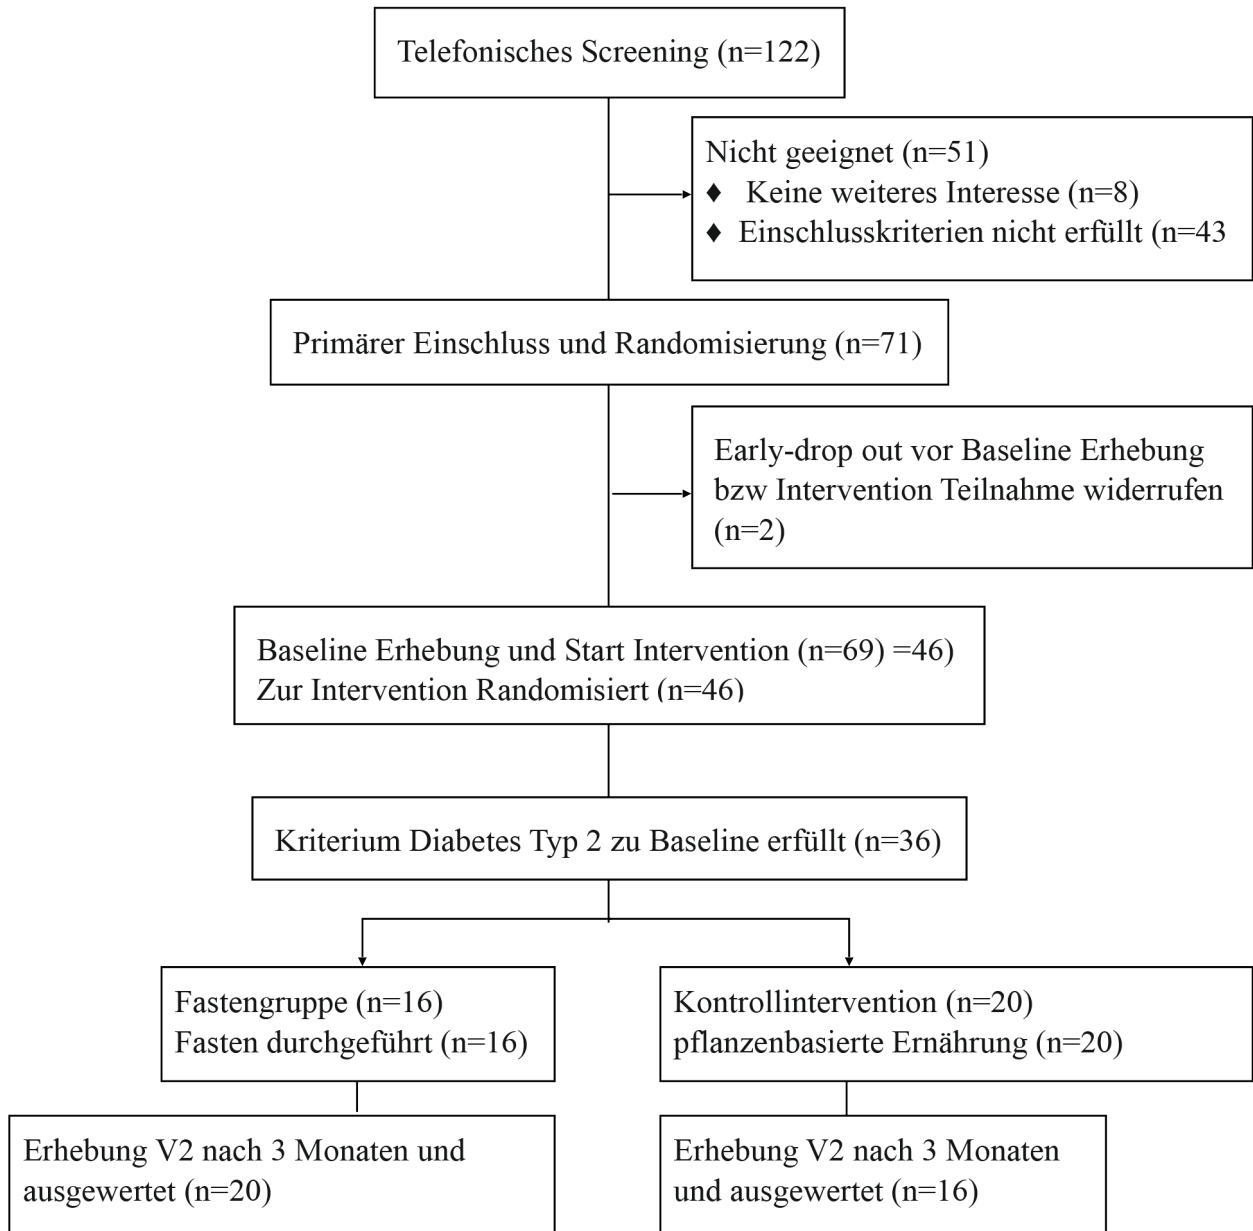 Telefonisches Screening (n=122)
Nicht geeignet (n=51)
♦ Keine weiteres Interesse (n=8)
♦ Einschlusskriterien nicht erfüllt (n=43
Primärer Einschluss und Randomisierung (n=71)
Early-drop out vor Baseline Erhebung
bzw Intervention Teilnahme widerrufen
(n=2)
Baseline Erhebung und Start Intervention (n=69) =46)
Zur Intervention Randomisiert (n=46)
Kriterium Diabetes Typ 2 zu Baseline erfüllt (n=36)
Fastengruppe (n=16)
Fasten durchgeführt (n=16)
Kontrollintervention (n=20)
pflanzenbasierte Ernährung (n=20)
Erhebung V2 nach 3 Monaten und
ausgewertet (n=20)
Erhebung V2 nach 3 Monaten
und ausgewertet (n=16)